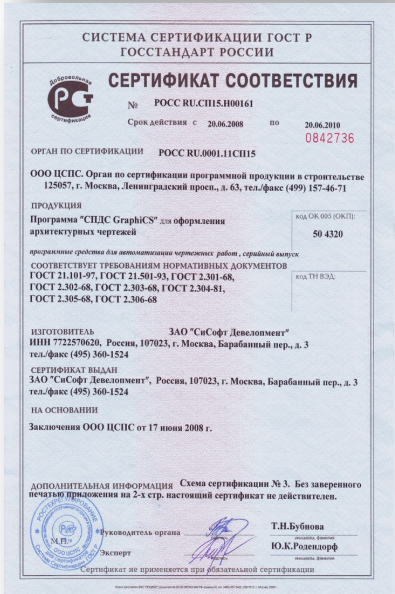 СИСТЕМА СЕРТИФИКАЦИИ ГОСТ Р
ГОССТАНДАРТ РОССИИ
Добровольная
сертификация
СЕРТИФИКАТ СООТВЕТСТВИЯ
№ РОСС RU.СП15.Н00161
Срок действия с 20.06.2008 по 20.06.2010
0842736
ОРГАН ПО СЕРТИФИКАЦИИ РОСС RU.0001.11СП15
ООО ЦСПС. Орган по сертификации программной продукции в строительстве
125057, г. Москва, Ленинградский просп., д. 63, тел./факс (499) 157-46-71
ПРОДУКЦИЯ
Программа "СПДС GraphiCS" для оформления
архитектурных чертежей
код ОК 005 (ОКП):
50 4320
программные средства для автоматизации чертежных работ , серийный выпуск
СООТВЕТСТВУЕТ ТРЕБОВАНИЯМ НОРМАТИВНЫХ ДОКУМЕНТОВ
код ТН ВЭД:
ГОСТ 21.101-97, ГОСТ 21.501-93, ГОСТ 2.301-68,
ГОСТ 2.302-68, ГОСТ 2.303-68, ГОСТ 2.304-81,
ГОСТ 2.305-68, ГОСТ 2.306-68
ИЗГОТОВИТЕЛЬ ЗАО "СиСофт Девелопмент"
ИНН 7722570620, Россия, 107023, г. Москва, Барабанный пер., д. 3
тел./факс (495) 360-1524
СЕРТИФИКАТ ВЫДАН
ЗАО "СиСофт Девелопмент", Россия, 107023, г. Москва, Барабанный пер., д. 3
тел./факс (495) 360-1524
НА ОСНОВАНИИ
Заключения ООО ЦСПС от 17 июня 2008 г.
ДОПОЛНИТЕЛЬНАЯ ИНФОРМАЦИЯ Схема сертификации № 3. Без заверенного
печатью приложения на 2-х стр. настоящий сертификат не действителен.
Руководитель органа Т.Н.Бубнова
М.П.
Эксперт Ю.К.Родендорф
Сертификат не применяется при обязательной сертификации